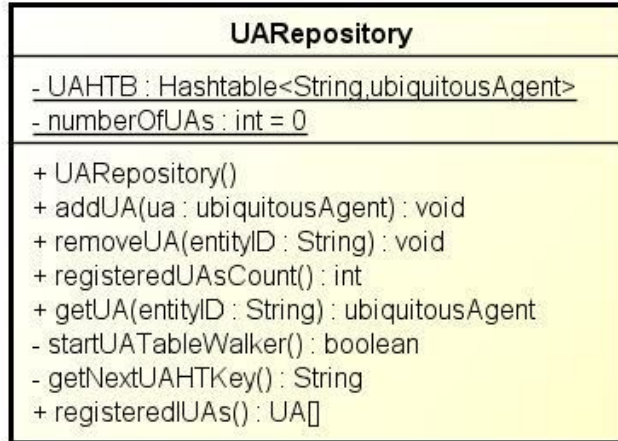 UARepository
- UAHTB : Hashtable<String,ubiquitousAgent>
- numberOfUAs : int = 0
+ UARepository()
+ addUA(ua : ubiquitousAgent) : void
+ removeUA(entityID : String) : void
+ registeredUAsCount() : int
+ getUA(entityID : String) : ubiquitousAgent
- startUATableWalker() : boolean
- getNextUAHTKey() : String
+ registeredIUAs() : UA[]